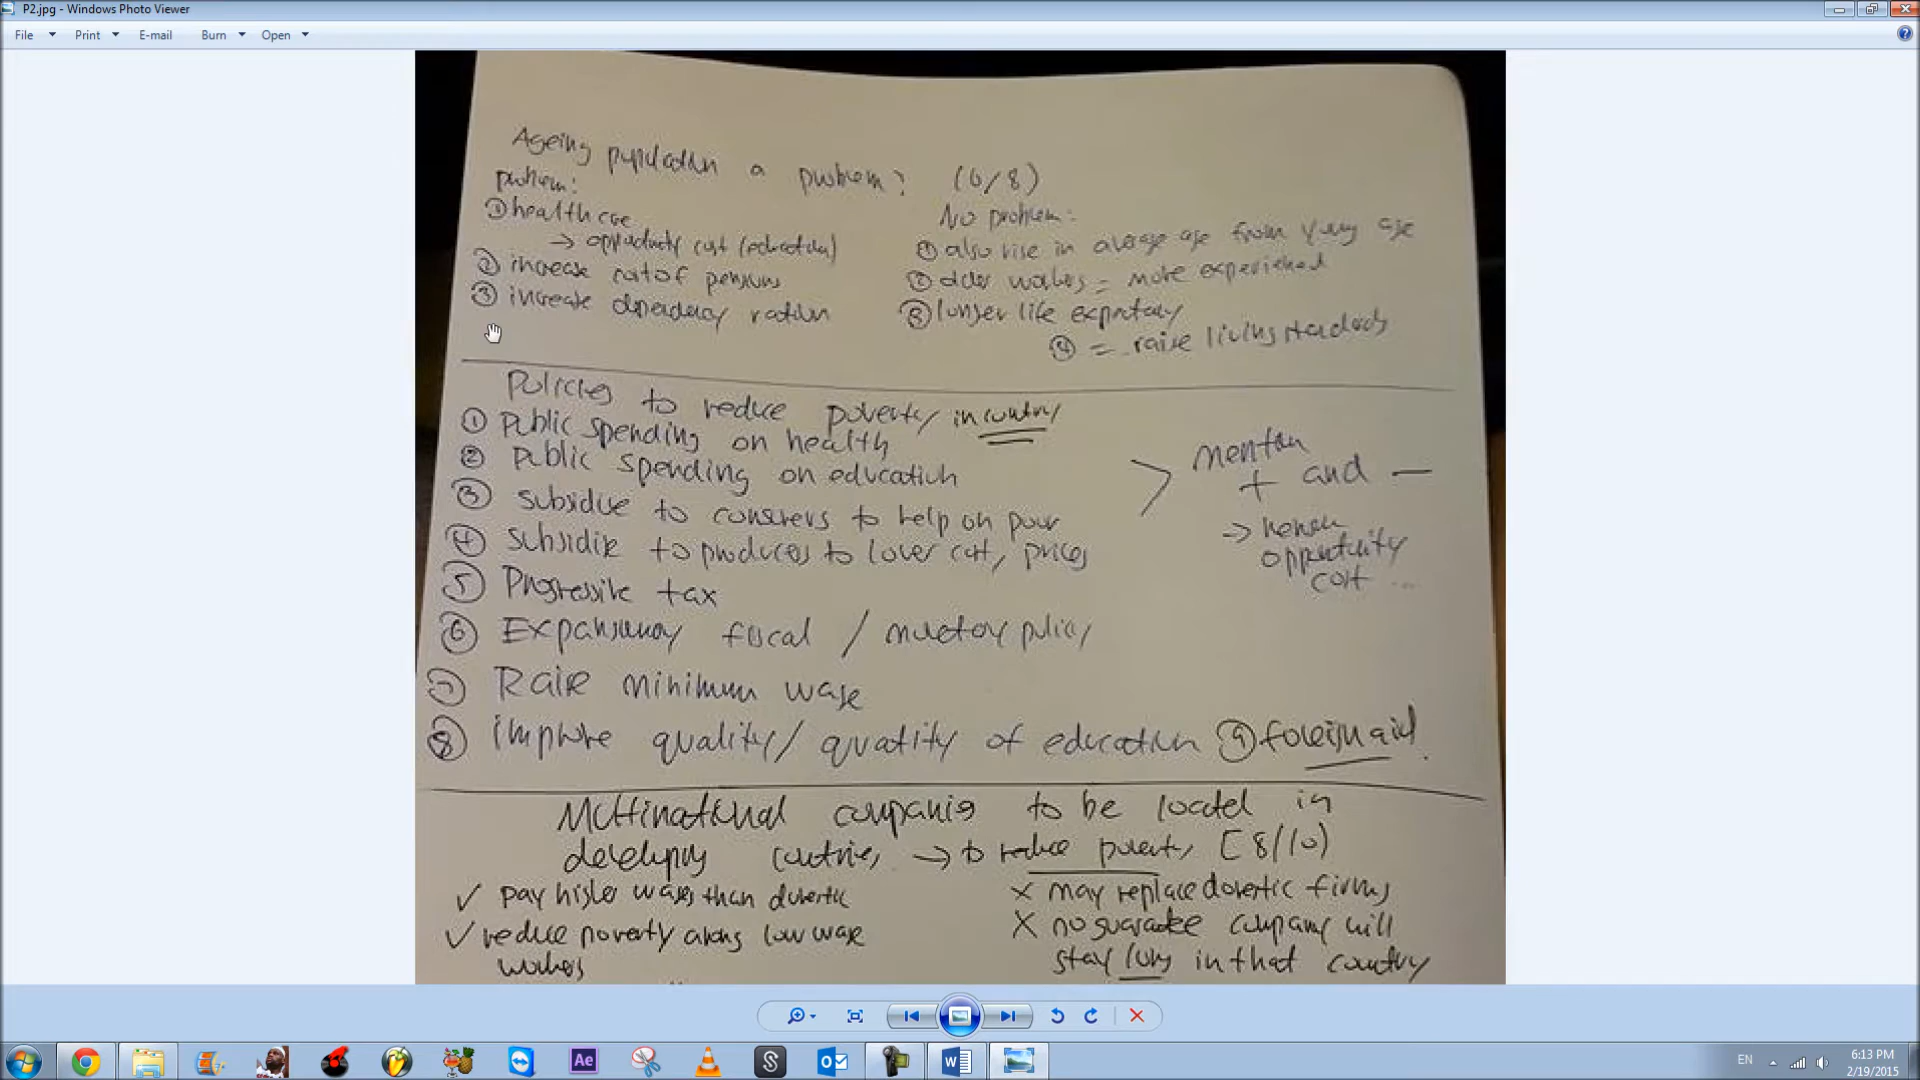 P2.jpg - Windows Photo Viewer
File Print E-mail Burn Open
Ageing population a problem? (6/8)
problem:
① healthcare
→ opportunity cost (education)
② increase cost of pensions
③ increase dependency ration
No problem:
① also rise in average age from young age
② older workers = more experienced
③ longer life expectancy
④ = raise living standards
Policies to reduce poverty in country
① Public spending on health
② Public spending on education
③ subsidise to consumers to help on poor
④ subsidise to producers to lower cost, prices
⑤ Progressive tax
⑥ Expansionary fiscal / monetary policy
⑦ Raise minimum wage
⑧ improve quality/quantity of education ⑨ foreign aid.
> mention
+ and —
→
opportunity
cost ...
Multinational companies to be located in
developing countries → to reduce poverty [8/10)
✓ pay higher wages than domestic
✓ reduce poverty among low wage
workers
X may replace domestic firms
X no guarantee company will
stay long in that country
Ae
S
W
EN
6:13 PM
2/19/2015